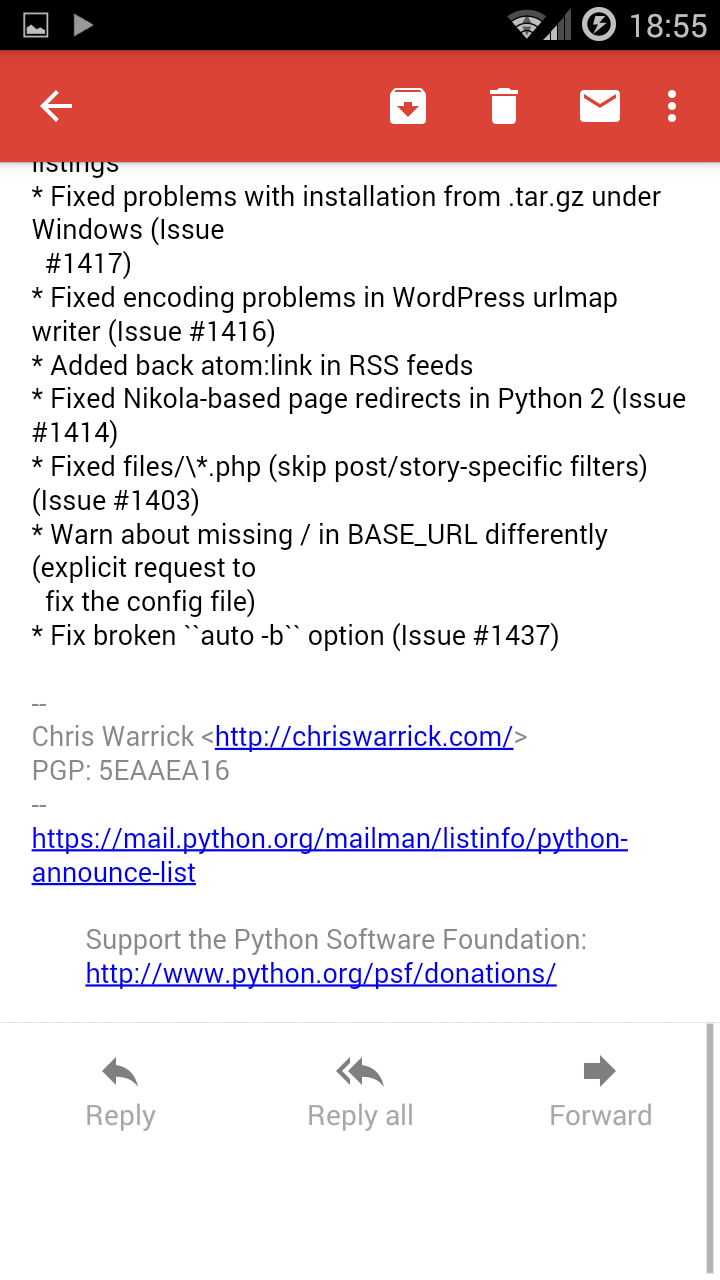 18:55
listings
* Fixed problems with installation from .tar.gz under
Windows (Issue
#1417)
* Fixed encoding problems in WordPress urlmap
writer (Issue #1416)
* Added back atom:link in RSS feeds
* Fixed Nikola-based page redirects in Python 2 (Issue
#1414)
* Fixed files/\*.php (skip post/story-specific filters)
(Issue #1403)
* Warn about missing / in BASE_URL differently
(explicit request to
fix the config file)
* Fix broken ``auto -b`` option (Issue #1437)
--
Chris Warrick <http://chriswarrick.com/>
PGP: 5EAAEA16
--
https://mail.python.org/mailman/listinfo/python-
announce-list
Support the Python Software Foundation:
http://www.python.org/psf/donations/
Reply
Reply all
Forward